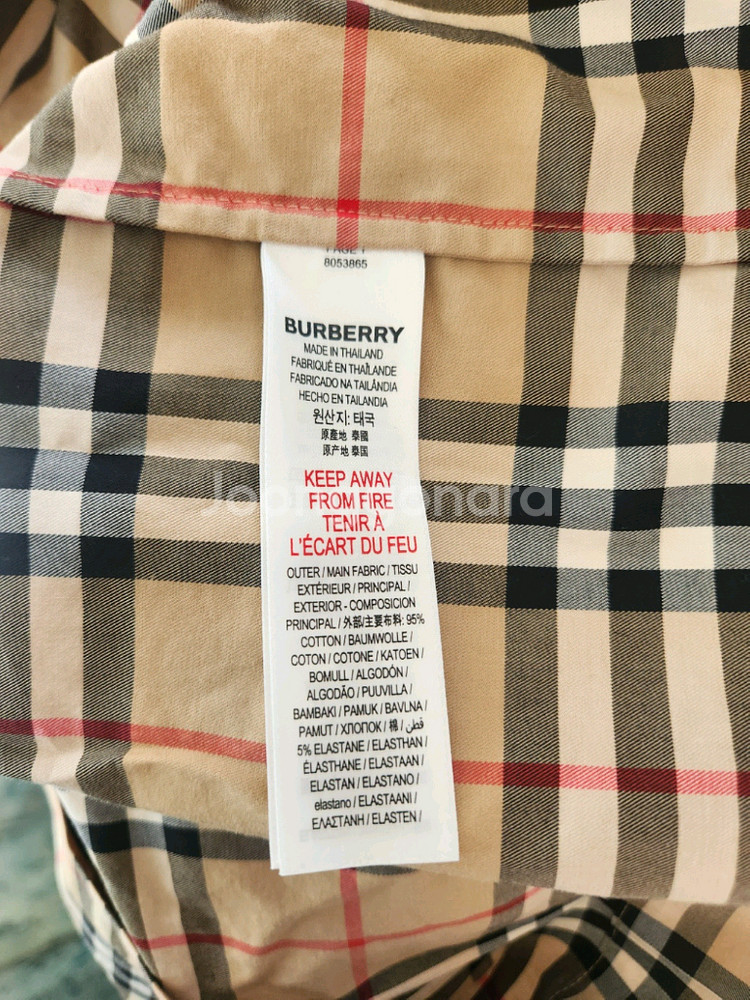 PAGE 1
8053865
BURBERRY
MADE IN THAILAND
FABRIQUÉ EN THAÏLANDE
FABRICADO NA TAILÂNDIA
HECHO EN TAILANDIA
원산지: 태국
原產地 泰國
原产地 泰国
KEEP AWAY
FROM FIRE
TENIR À
L'ÉCART DU FEU
OUTER / MAIN FABRIC / TISSU
EXTÉRIEUR / PRINCIPAL /
EXTERIOR - COMPOSICION
PRINCIPAL / 外部/主要布料: 95%
COTTON / BAUMWOLLE /
COTON / COTONE / KATOEN /
BOMULL / ALGODÓN /
ALGODÃO / PUUVILLA /
BAMBAKI / PAMUK / BAVLNA /
PAMUT / ХЛОПОК / 棉 / قطن /
5% ELASTANE / ELASTHAN /
ÉLASTHANE / ELASTAAN /
ELASTAN / ELASTANO /
elastano / ELASTAANI /
ΕΛΑΣΤΑΝΗ / ELASTEN /